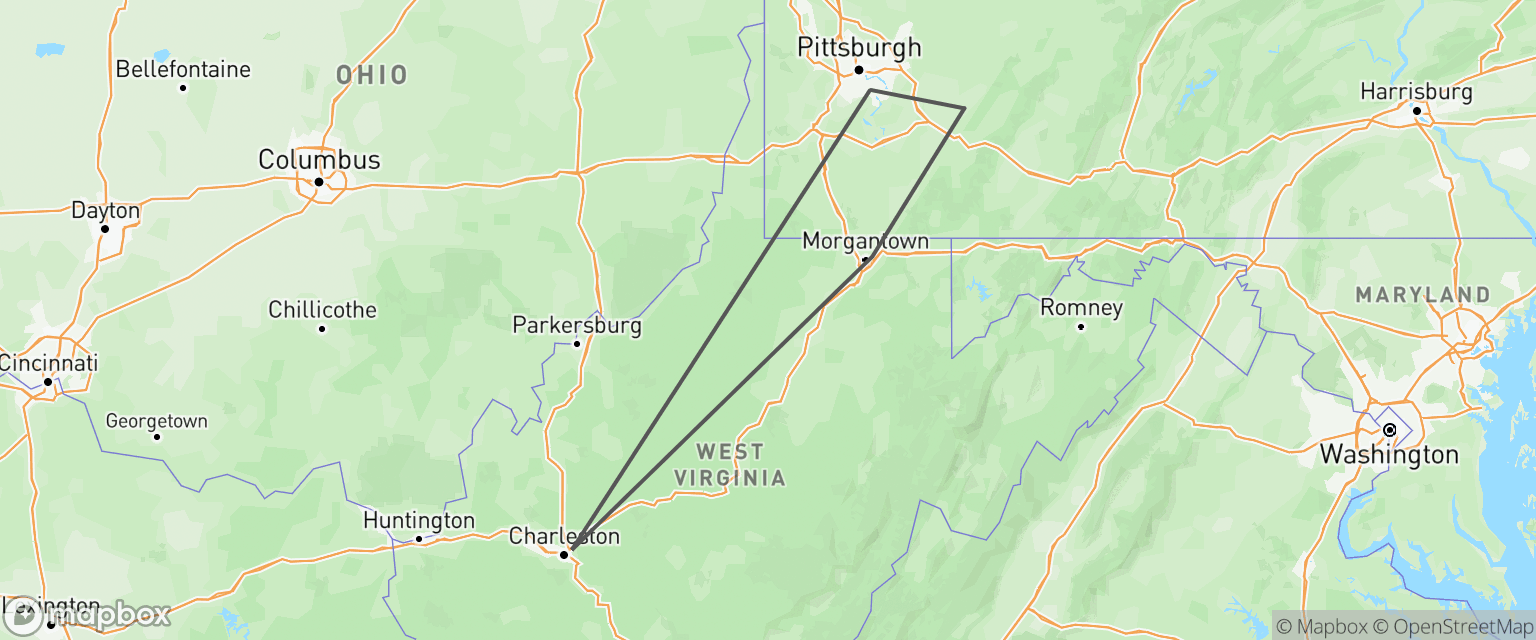 Pittsburgh
Bellefontaine
OHIO
Harrisburg
Columbus
Dayton
Morgantown
MARYLAND
Chillicothe
Romney
Parkersburg
Cincinnati
Georgetown
WEST
VIRGINIA
Washington
Huntington
Charleston
Lexington
mapbox
© Mapbox © OpenStreetMap